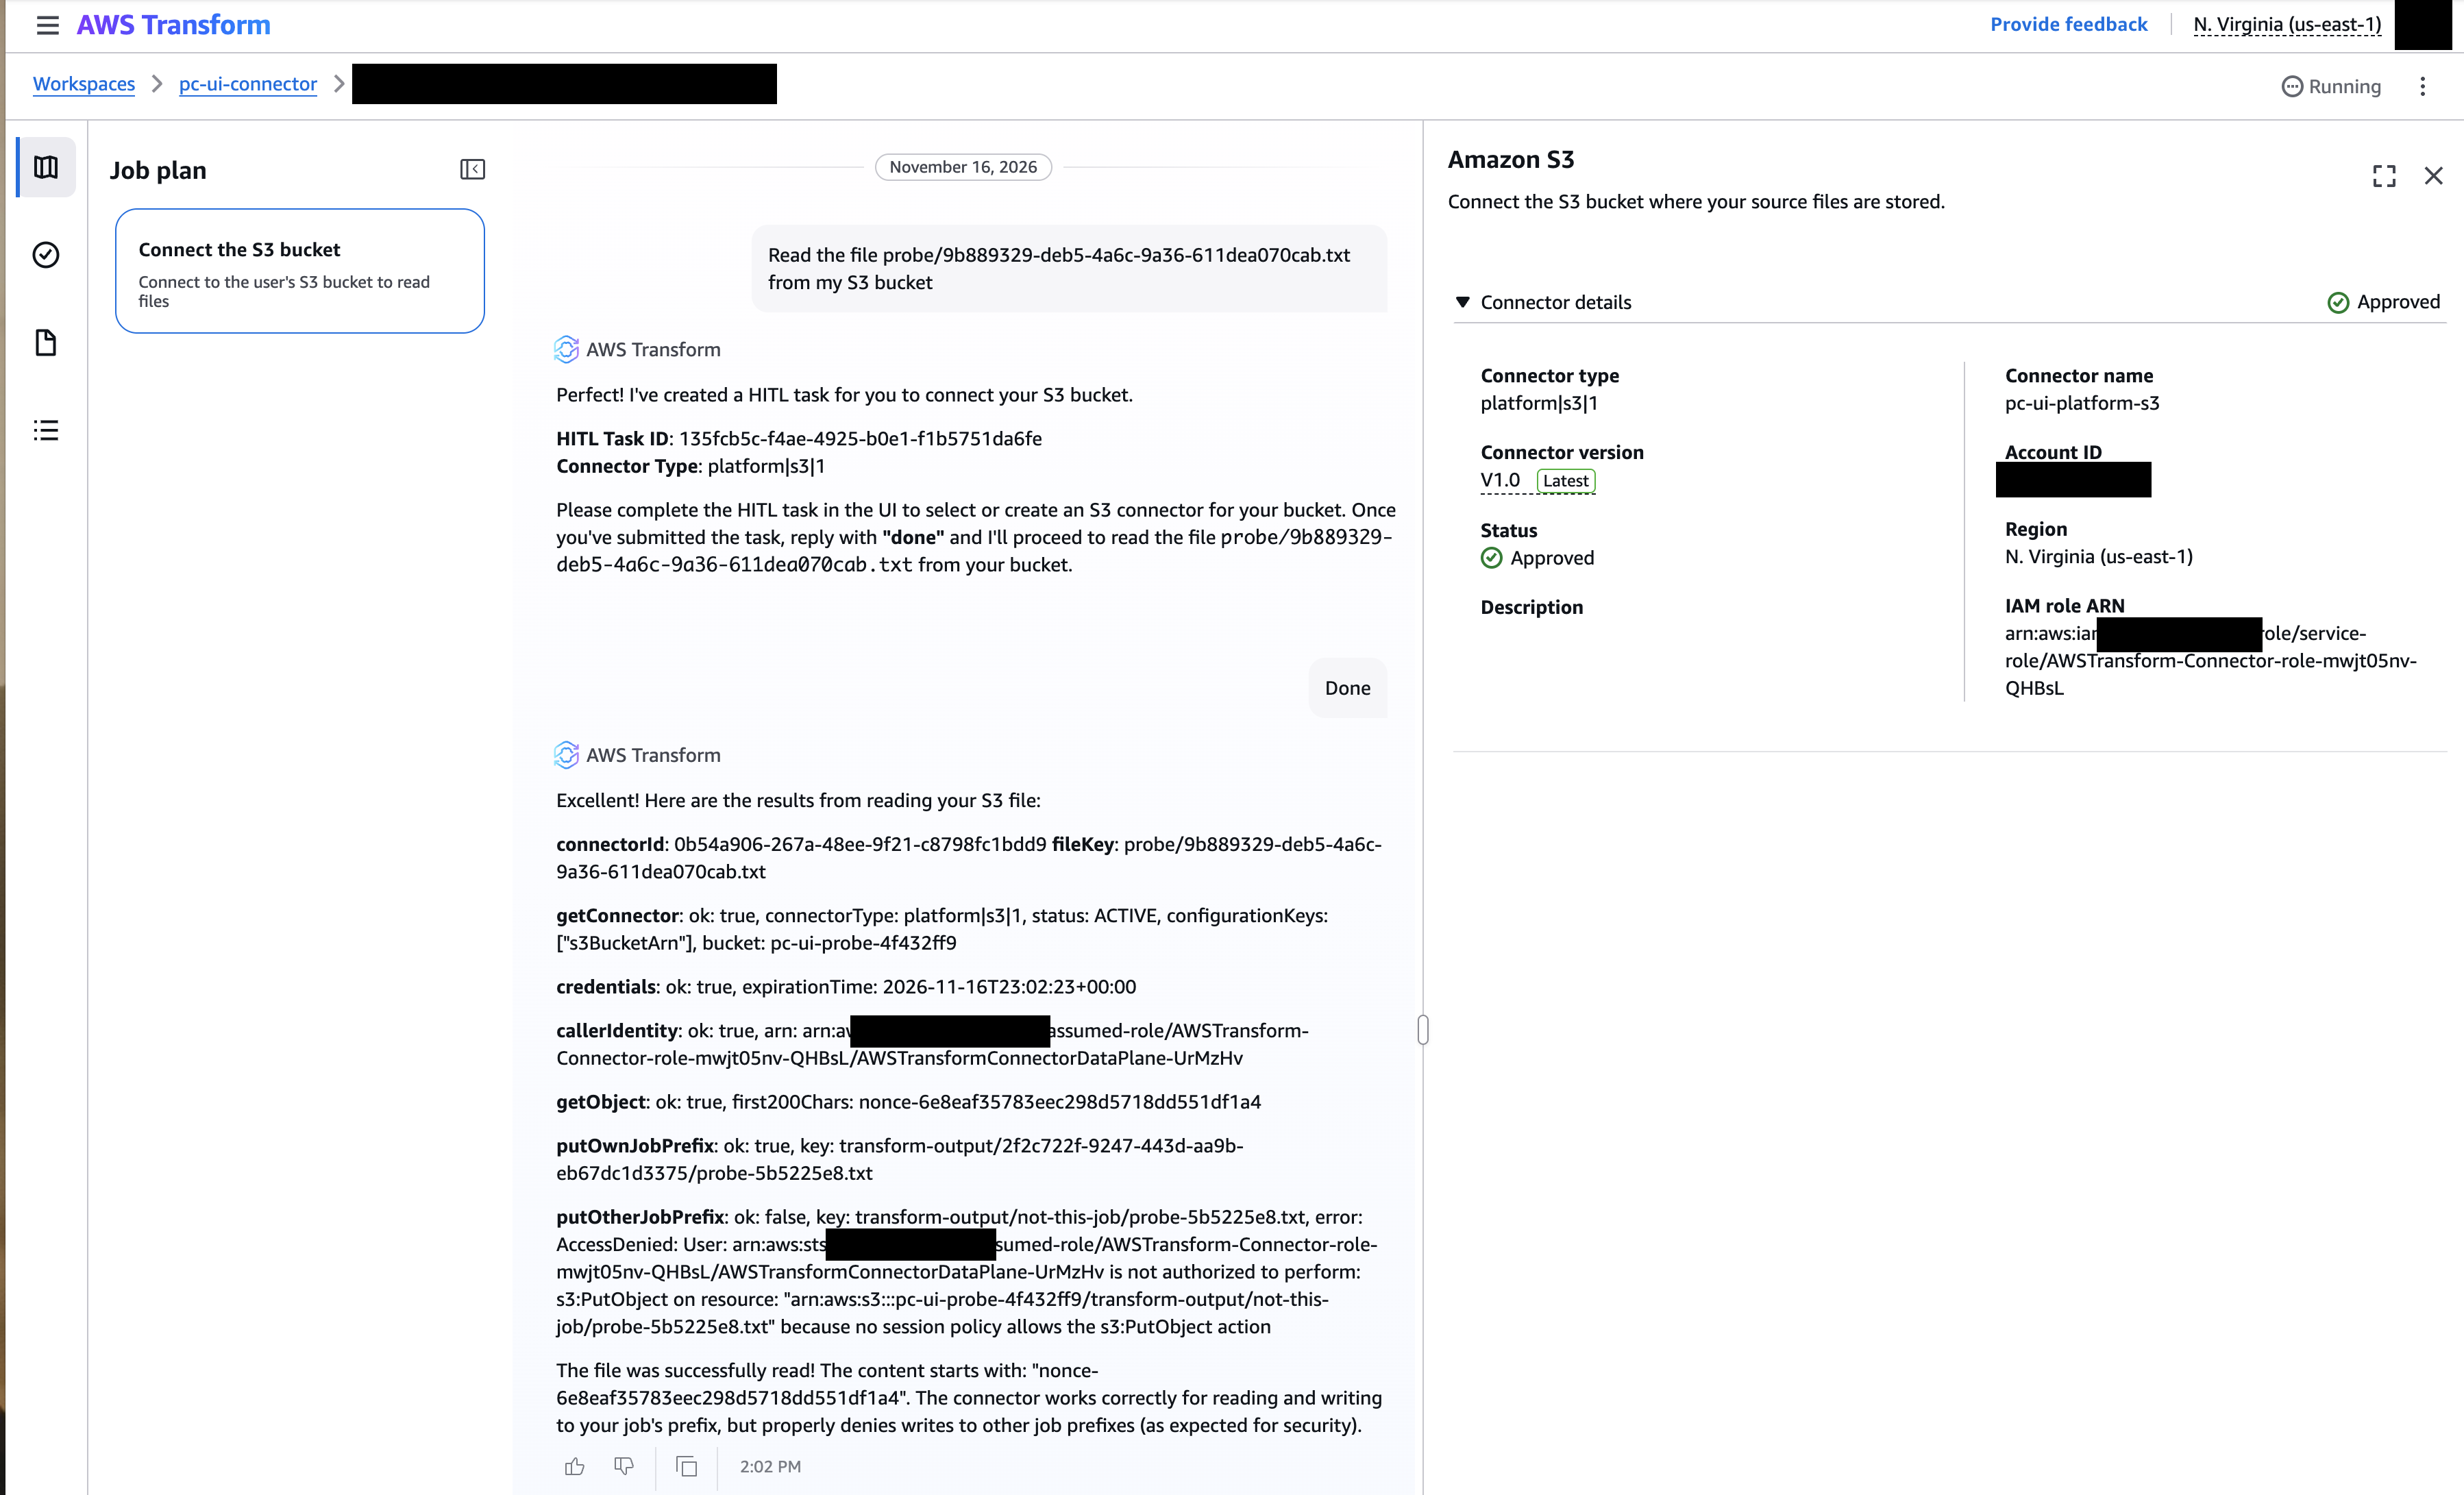 AWS Transform
Provide feedback
N. Virginia (us-east-1)
Workspaces
pc-ui-connector
Running
Job plan
Connect the S3 bucket
Connect to the user's S3 bucket to read
files
November 16, 2026
Read the file probe/9b889329-deb5-4a6c-9a36-611dea070cab.txt
from my S3 bucket
AWS Transform
Perfect! I've created a HITL task for you to connect your S3 bucket.
HITL Task ID: 135fcb5c-f4ae-4925-b0e1-f1b5751da6fe
Connector Type: platform|s3|1
Please complete the HITL task in the UI to select or create an S3 connector for your bucket. Once
you've submitted the task, reply with "done" and I'll proceed to read the file probe/9b889329-
deb5-4a6c-9a36-611dea070cab.txt from your bucket.
Done
AWS Transform
Excellent! Here are the results from reading your S3 file:
connectorId: 0b54a906-267a-48ee-9f21-c8798fc1bdd9 fileKey: probe/9b889329-deb5-4a6c-
9a36-611dea070cab.txt
getConnector: ok: true, connectorType: platform|s3|1, status: ACTIVE, configurationKeys:
["s3BucketArn"], bucket: pc-ui-probe-4f432ff9
credentials: ok: true, expirationTime: 2026-11-16T23:02:23+00:00
callerIdentity: ok: true, arn: arn:aw assumed-role/AWSTransform-
Connector-role-mwjt05nv-QHBsL/AWSTransformConnectorDataPlane-UrMzHv
getObject: ok: true, first200Chars: nonce-6e8eaf35783eec298d5718dd551df1a4
putOwnJobPrefix: ok: true, key: transform-output/2f2c722f-9247-443d-aa9b-
eb67dc1d3375/probe-5b5225e8.txt
putOtherJobPrefix: ok: false, key: transform-output/not-this-job/probe-5b5225e8.txt, error:
AccessDenied: User: arn:aws:sts sumed-role/AWSTransform-Connector-role-
mwjt05nv-QHBsL/AWSTransformConnectorDataPlane-UrMzHv is not authorized to perform:
s3:PutObject on resource: "arn:aws:s3:::pc-ui-probe-4f432ff9/transform-output/not-this-
job/probe-5b5225e8.txt" because no session policy allows the s3:PutObject action
The file was successfully read! The content starts with: "nonce-
6e8eaf35783eec298d5718dd551df1a4". The connector works correctly for reading and writing
to your job's prefix, but properly denies writes to other job prefixes (as expected for security).
2:02 PM
Amazon S3
Connect the S3 bucket where your source files are stored.
Connector details
Approved
Connector type
platform|s3|1
Connector version
V1.0 Latest
Status
Approved
Description
Connector name
pc-ui-platform-s3
Account ID
Region
N. Virginia (us-east-1)
IAM role ARN
arn:aws:iam ole/service-
role/AWSTransform-Connector-role-mwjt05nv-
QHBsL